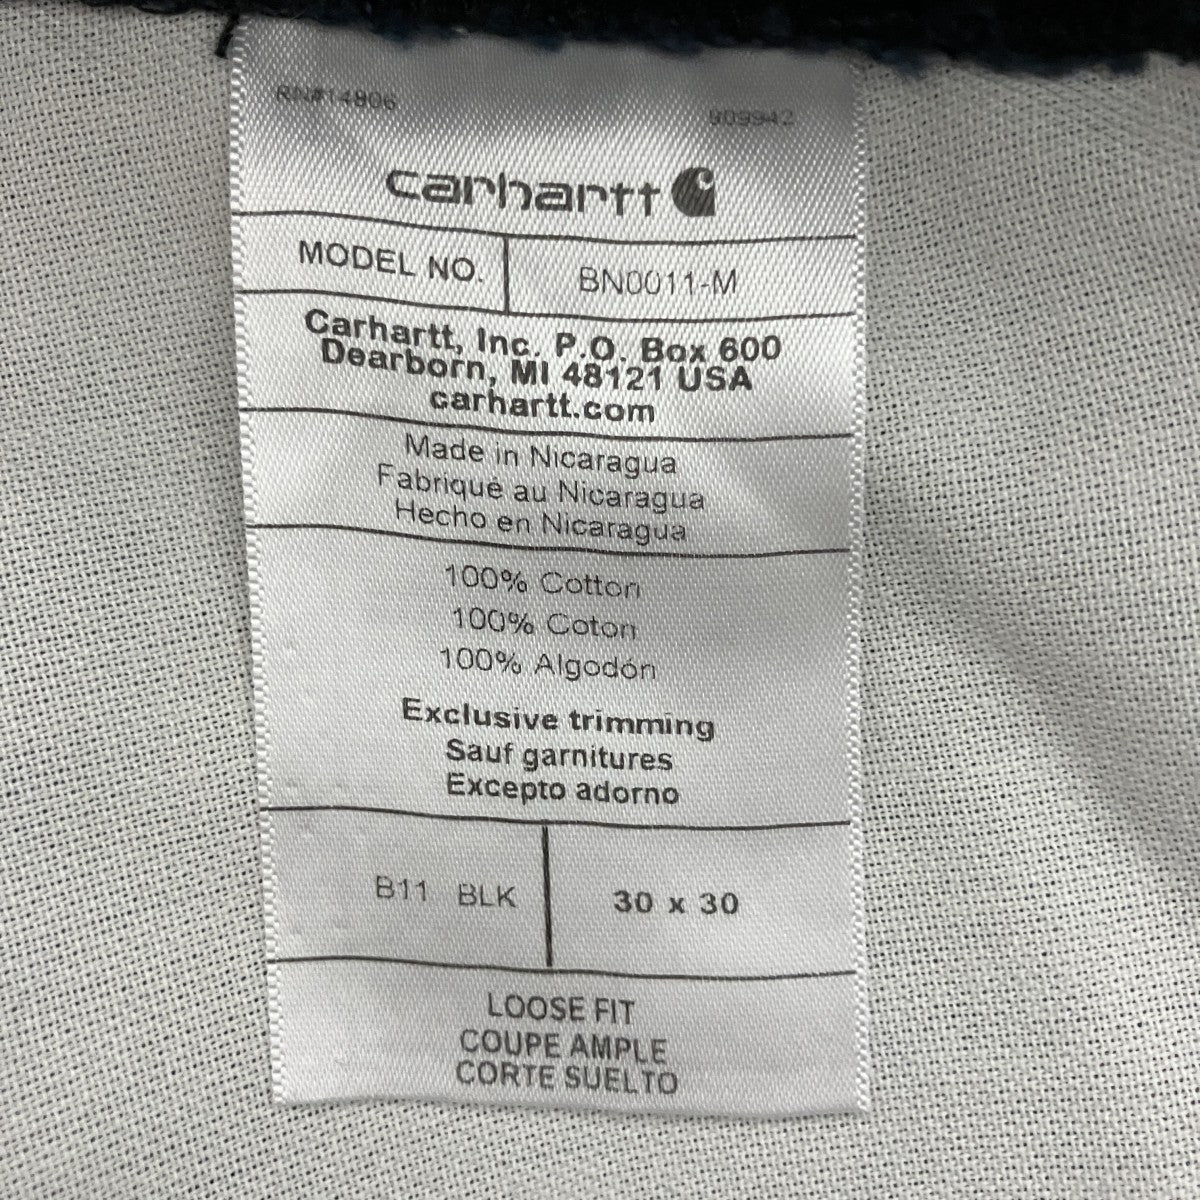 RN#14806
909942
carhartt
MODEL NO.
BN0011-M
Carhartt, Inc. P.O. Box 600
Dearborn, MI 48121 USA
carhartt.com
Made in Nicaragua
Fabriqué au Nicaragua
Hecho en Nicaragua
100% Cotton
100% Coton
100% Algodón
Exclusive trimming
Sauf garnitures
Excepto adorno
B11 BLK
30 x 30
LOOSE FIT
COUPE AMPLE
CORTE SUELTO